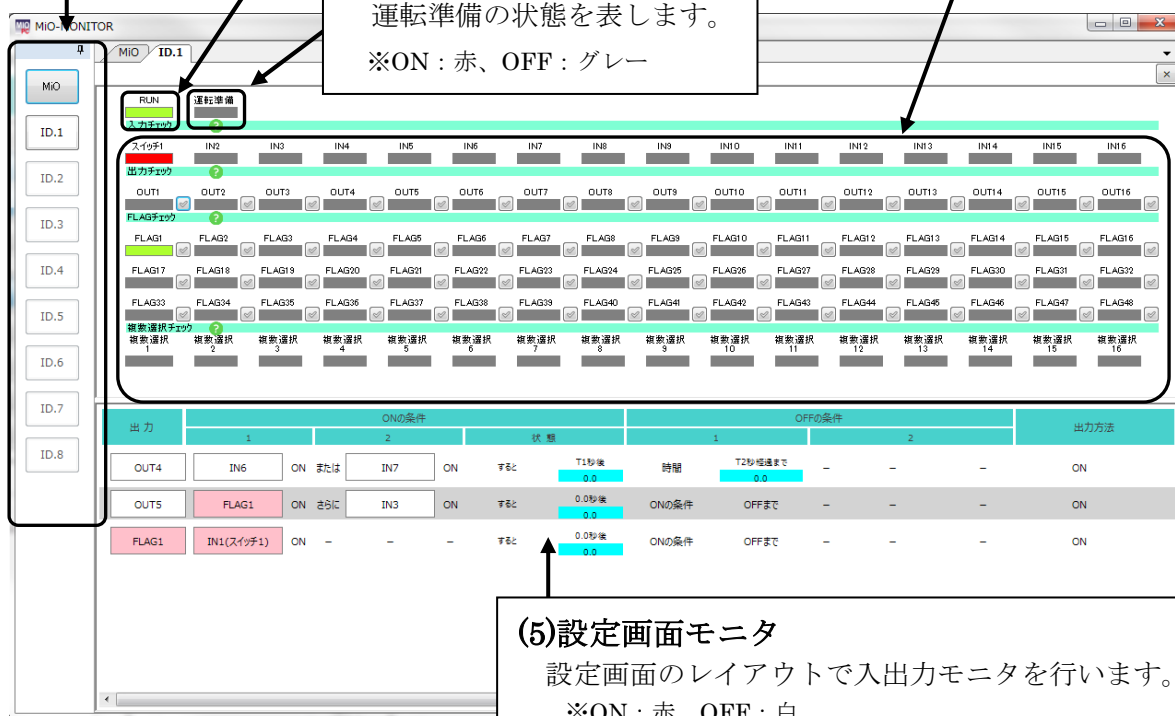 運転準備の状態を表します。
※ON：赤、OFF：グレー
MiO-MONITOR
MiO ID.1
MiO
ID.1
ID.2
ID.3
ID.4
ID.5
ID.6
ID.7
ID.8
RUN 運転準備
入力チェック ?
スイッチ1 IN2 IN3 IN4 IN5 IN6 IN7 IN8 IN9 IN10 IN11 IN12 IN13 IN14 IN15 IN16
出力チェック ?
OUT1 OUT2 OUT3 OUT4 OUT5 OUT6 OUT7 OUT8 OUT9 OUT10 OUT11 OUT12 OUT13 OUT14 OUT15 OUT16
FLAGチェック ?
FLAG1 FLAG2 FLAG3 FLAG4 FLAG5 FLAG6 FLAG7 FLAG8 FLAG9 FLAG10 FLAG11 FLAG12 FLAG13 FLAG14 FLAG15 FLAG16
FLAG17 FLAG18 FLAG19 FLAG20 FLAG21 FLAG22 FLAG23 FLAG24 FLAG25 FLAG26 FLAG27 FLAG28 FLAG29 FLAG30 FLAG31 FLAG32
FLAG33 FLAG34 FLAG35 FLAG36 FLAG37 FLAG38 FLAG39 FLAG40 FLAG41 FLAG42 FLAG43 FLAG44 FLAG45 FLAG46 FLAG47 FLAG48
複数選択チェック ?
複数選択 複数選択 複数選択 複数選択 複数選択 複数選択 複数選択 複数選択 複数選択 複数選択 複数選択 複数選択 複数選択 複数選択 複数選択 複数選択
1 2 3 4 5 6 7 8 9 10 11 12 13 14 15 16
出力 ONの条件 OFFの条件 出力方法
1 2 状態 1 2
OUT4 IN6 ON または IN7 ON すると T1秒後 時間 T2秒経過まで − − − ON
0.0 0.0
OUT5 FLAG1 ON さらに IN3 ON すると 0.0秒後 ONの条件 OFFまで − − − ON
0.0
FLAG1 IN1(スイッチ1) ON − − − すると 0.0秒後 ONの条件 OFFまで − − − ON
0.0
(5)設定画面モニタ
設定画面のレイアウトで入出力モニタを行います。
※ON：赤、OFF：白